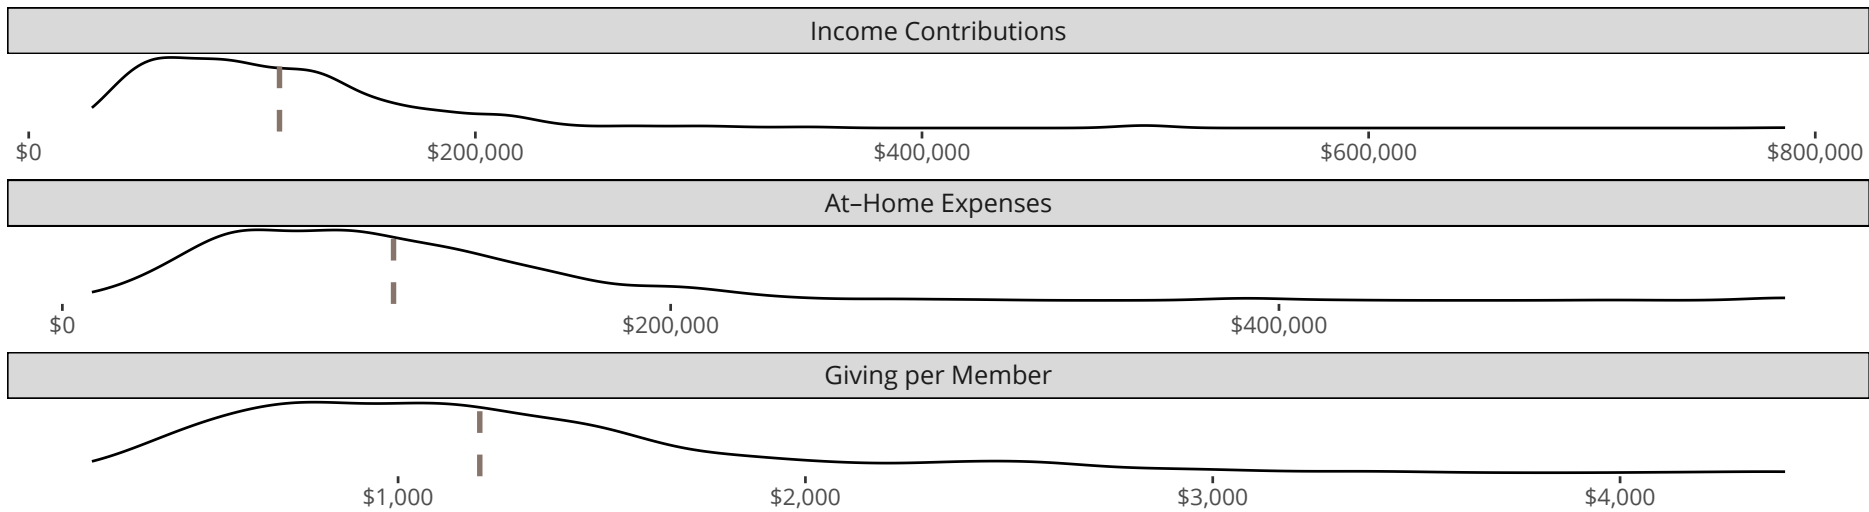 Income Contributions
$0 $200,000 $400,000 $600,000 $800,000
At–Home Expenses
$0 $200,000 $400,000
Giving per Member
$1,000 $2,000 $3,000 $4,000